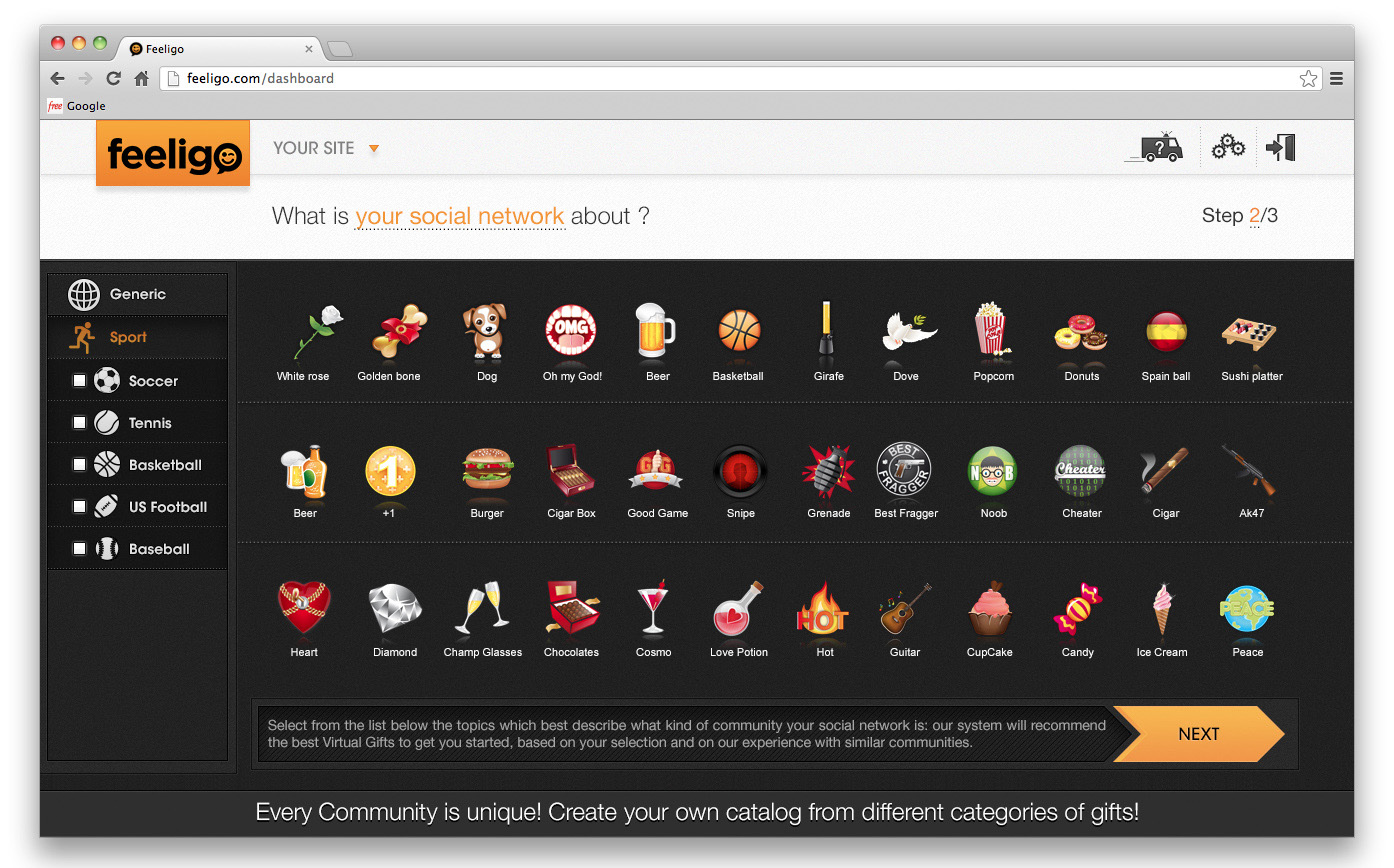 Feeligo
feeligo.com/dashboard
free Google
feeligo
YOUR SITE
?
What is your social network about ?
Step 2/3
Generic
Sport
Soccer
Tennis
Basketball
US Football
Baseball
OMG
White rose Golden bone Dog Oh my God! Beer Basketball Girafe Dove Popcorn Donuts Spain ball Sushi platter
1 GG BEST FRAGGER NOOB Cheater
Beer +1 Burger Cigar Box Good Game Snipe Grenade Best Fragger Noob Cheater Cigar Ak47
HOT PEACE
Heart Diamond Champ Glasses Chocolates Cosmo Love Potion Hot Guitar CupCake Candy Ice Cream Peace
Select from the list below the topics which best describe what kind of community your social network is: our system will recommend
the best Virtual Gifts to get you started, based on your selection and on our experience with similar communities.
NEXT
Every Community is unique! Create your own catalog from different categories of gifts!